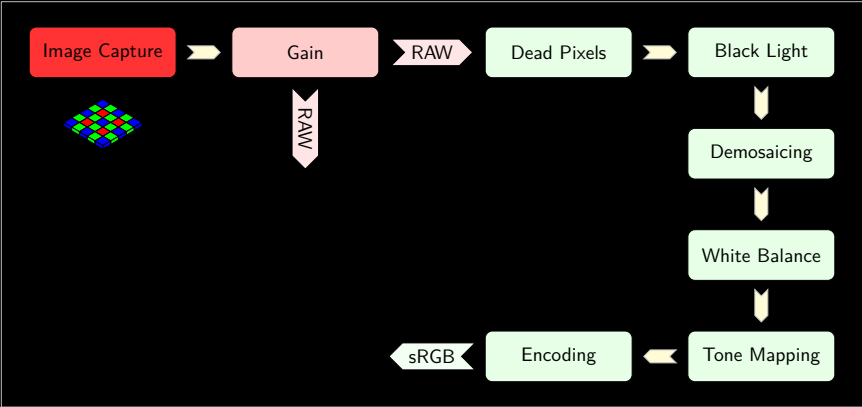 Image Capture
Gain
RAW
Dead Pixels
Black Light
RAW
Demosaicing
White Balance
Tone Mapping
Encoding
sRGB